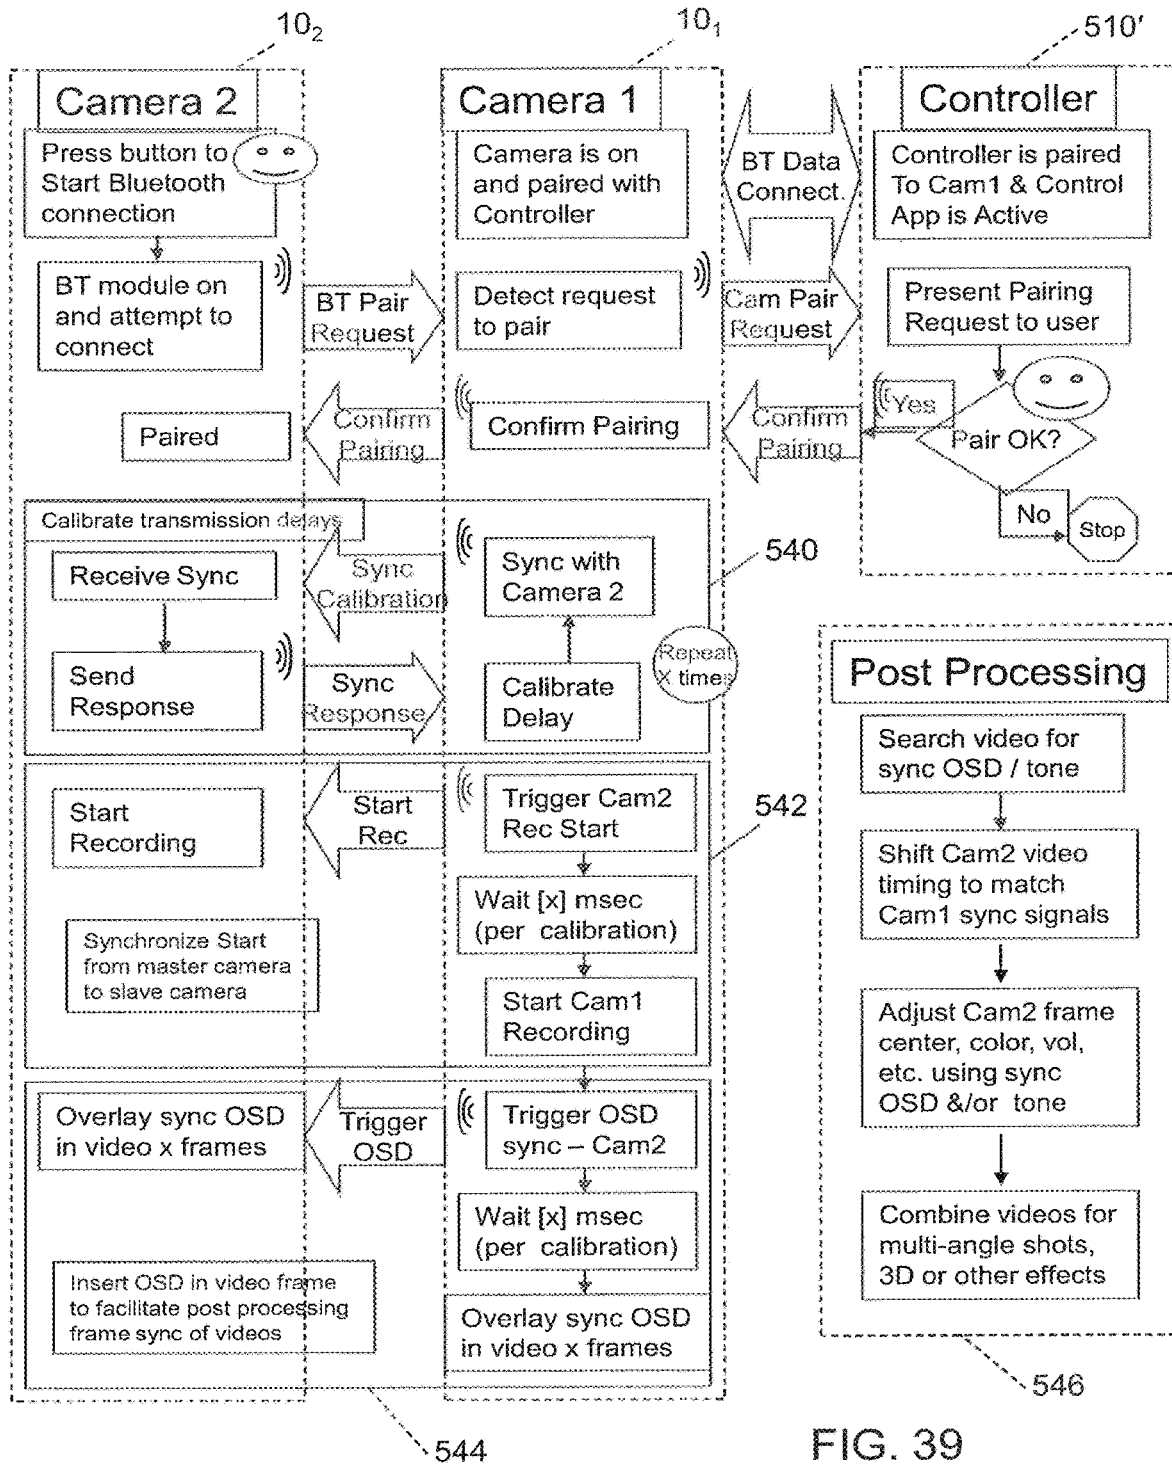 10₂
10₁
510'
Camera 2
Press button to
Start Bluetooth
connection
BT module on
and attempt to
connect
BT Pair
Request
Camera 1
Camera is on
and paired with
Controller
Detect request
to pair
BT Data
Connect.
Cam Pair
Request
Controller
Controller is paired
To Cam1 & Control
App is Active
Present Pairing
Request to user
Yes
Pair OK?
No
Stop
Confirm
Pairing
Confirm Pairing
Confirm
Pairing
Paired
Calibrate transmission delays
Receive Sync
Sync
Calibration
Sync with
Camera 2
540
Send
Response
Sync
Response
Calibrate
Delay
Repeat
X times
Start
Recording
Start
Rec
Trigger Cam2
Rec Start
542
Wait [x] msec
(per calibration)
Synchronize Start
from master camera
to slave camera
Start Cam1
Recording
Overlay sync OSD
in video x frames
Trigger
OSD
Trigger OSD
sync – Cam2
Wait [x] msec
(per calibration)
Insert OSD in video frame
to facilitate post processing
frame sync of videos
Overlay sync OSD
in video x frames
544
Post Processing
Search video for
sync OSD / tone
Shift Cam2 video
timing to match
Cam1 sync signals
Adjust Cam2 frame
center, color, vol,
etc. using sync
OSD &/or tone
Combine videos for
multi-angle shots,
3D or other effects
546
FIG. 39